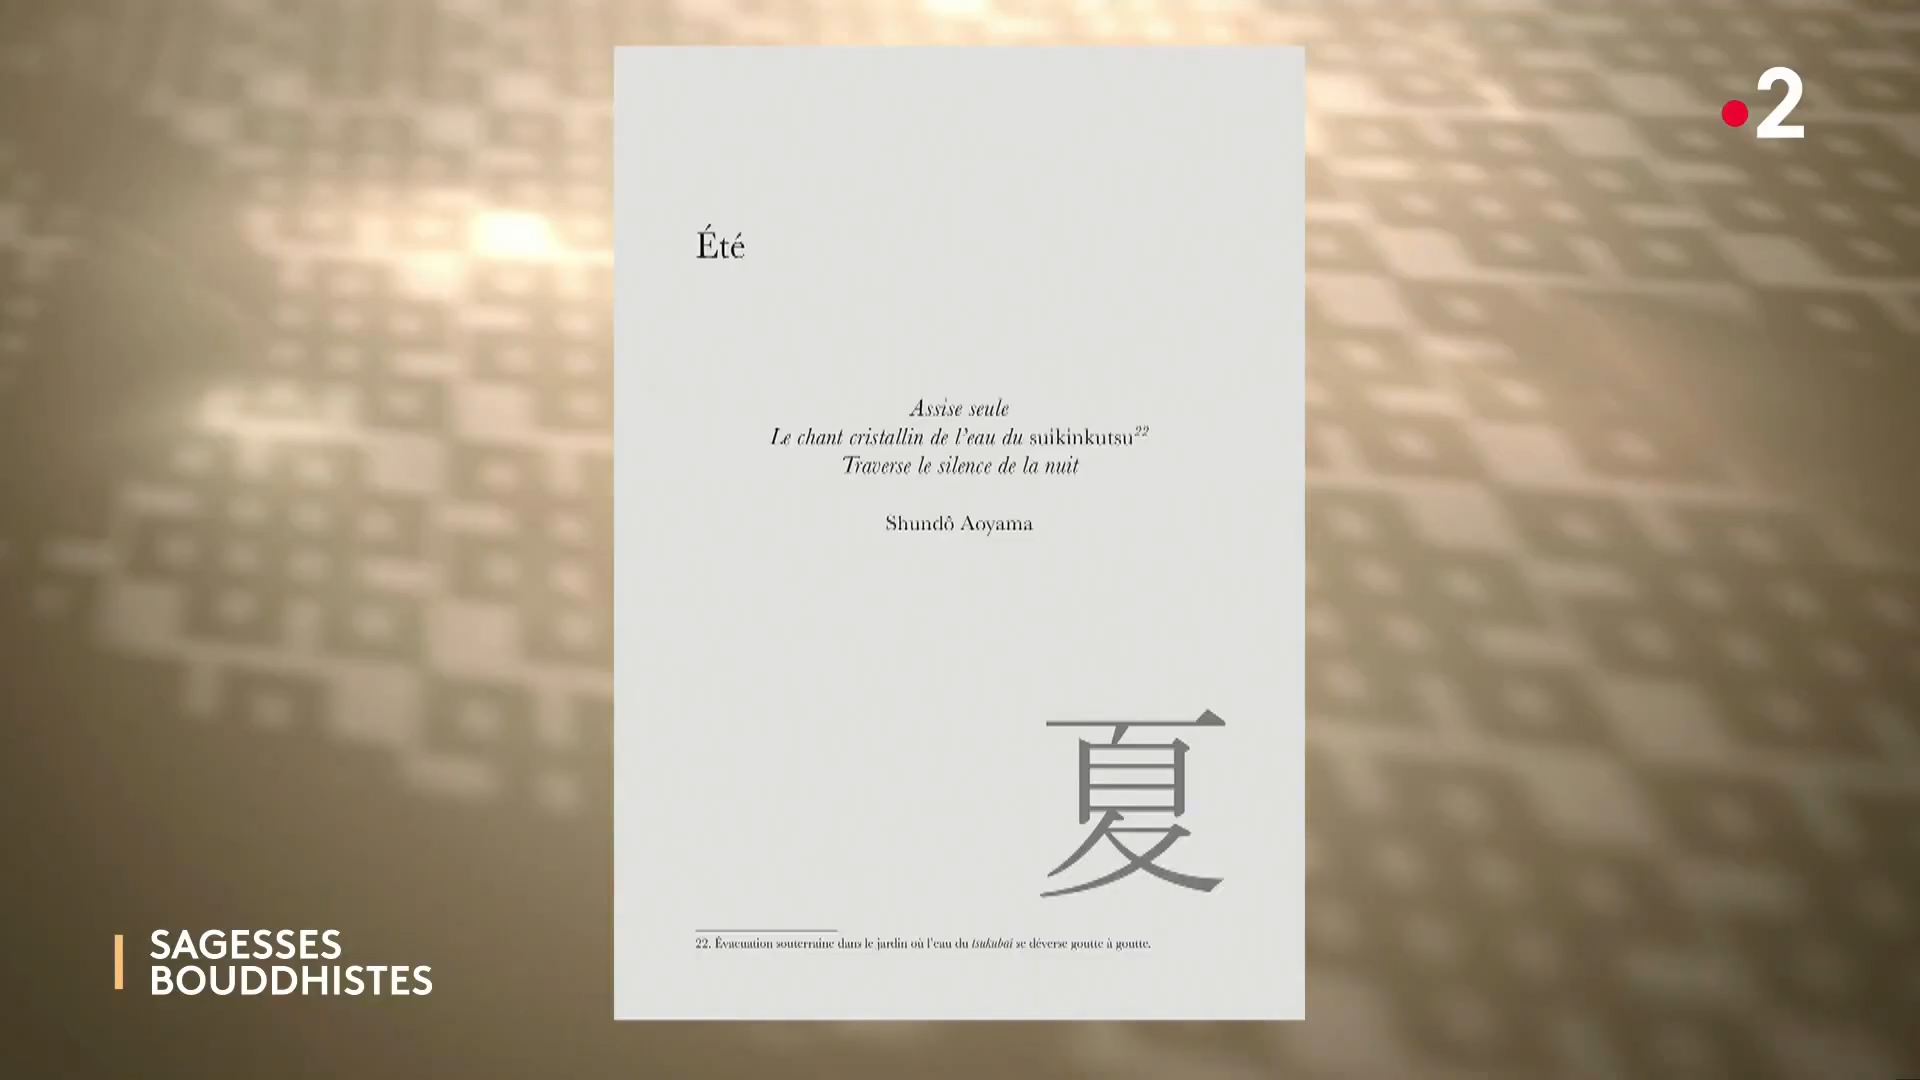 2
Été
Assise seule
Le chant cristallin de l'eau du suikinkutsu²²
Traverse le silence de la nuit
Shundô Aoyama
夏
22. Évacuation souterraine dans le jardin où l'eau du tsukubai se déverse goutte à goutte.
SAGESSES
BOUDDHISTES